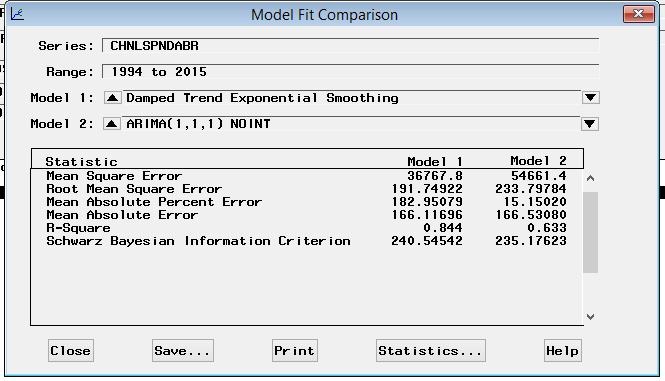 Model Fit Comparison
Series: CHNLSPNDABR
Range: 1994 to 2015
Model 1: Damped Trend Exponential Smoothing
Model 2: ARIMA(1,1,1) NOINT
Statistic Model 1 Model 2
Mean Square Error 36767.8 54661.4
Root Mean Square Error 191.74922 233.79784
Mean Absolute Percent Error 182.95079 15.15020
Mean Absolute Error 166.11696 166.53080
R-Square 0.844 0.633
Schwarz Bayesian Information Criterion 240.54542 235.17623
Close Save... Print Statistics... Help